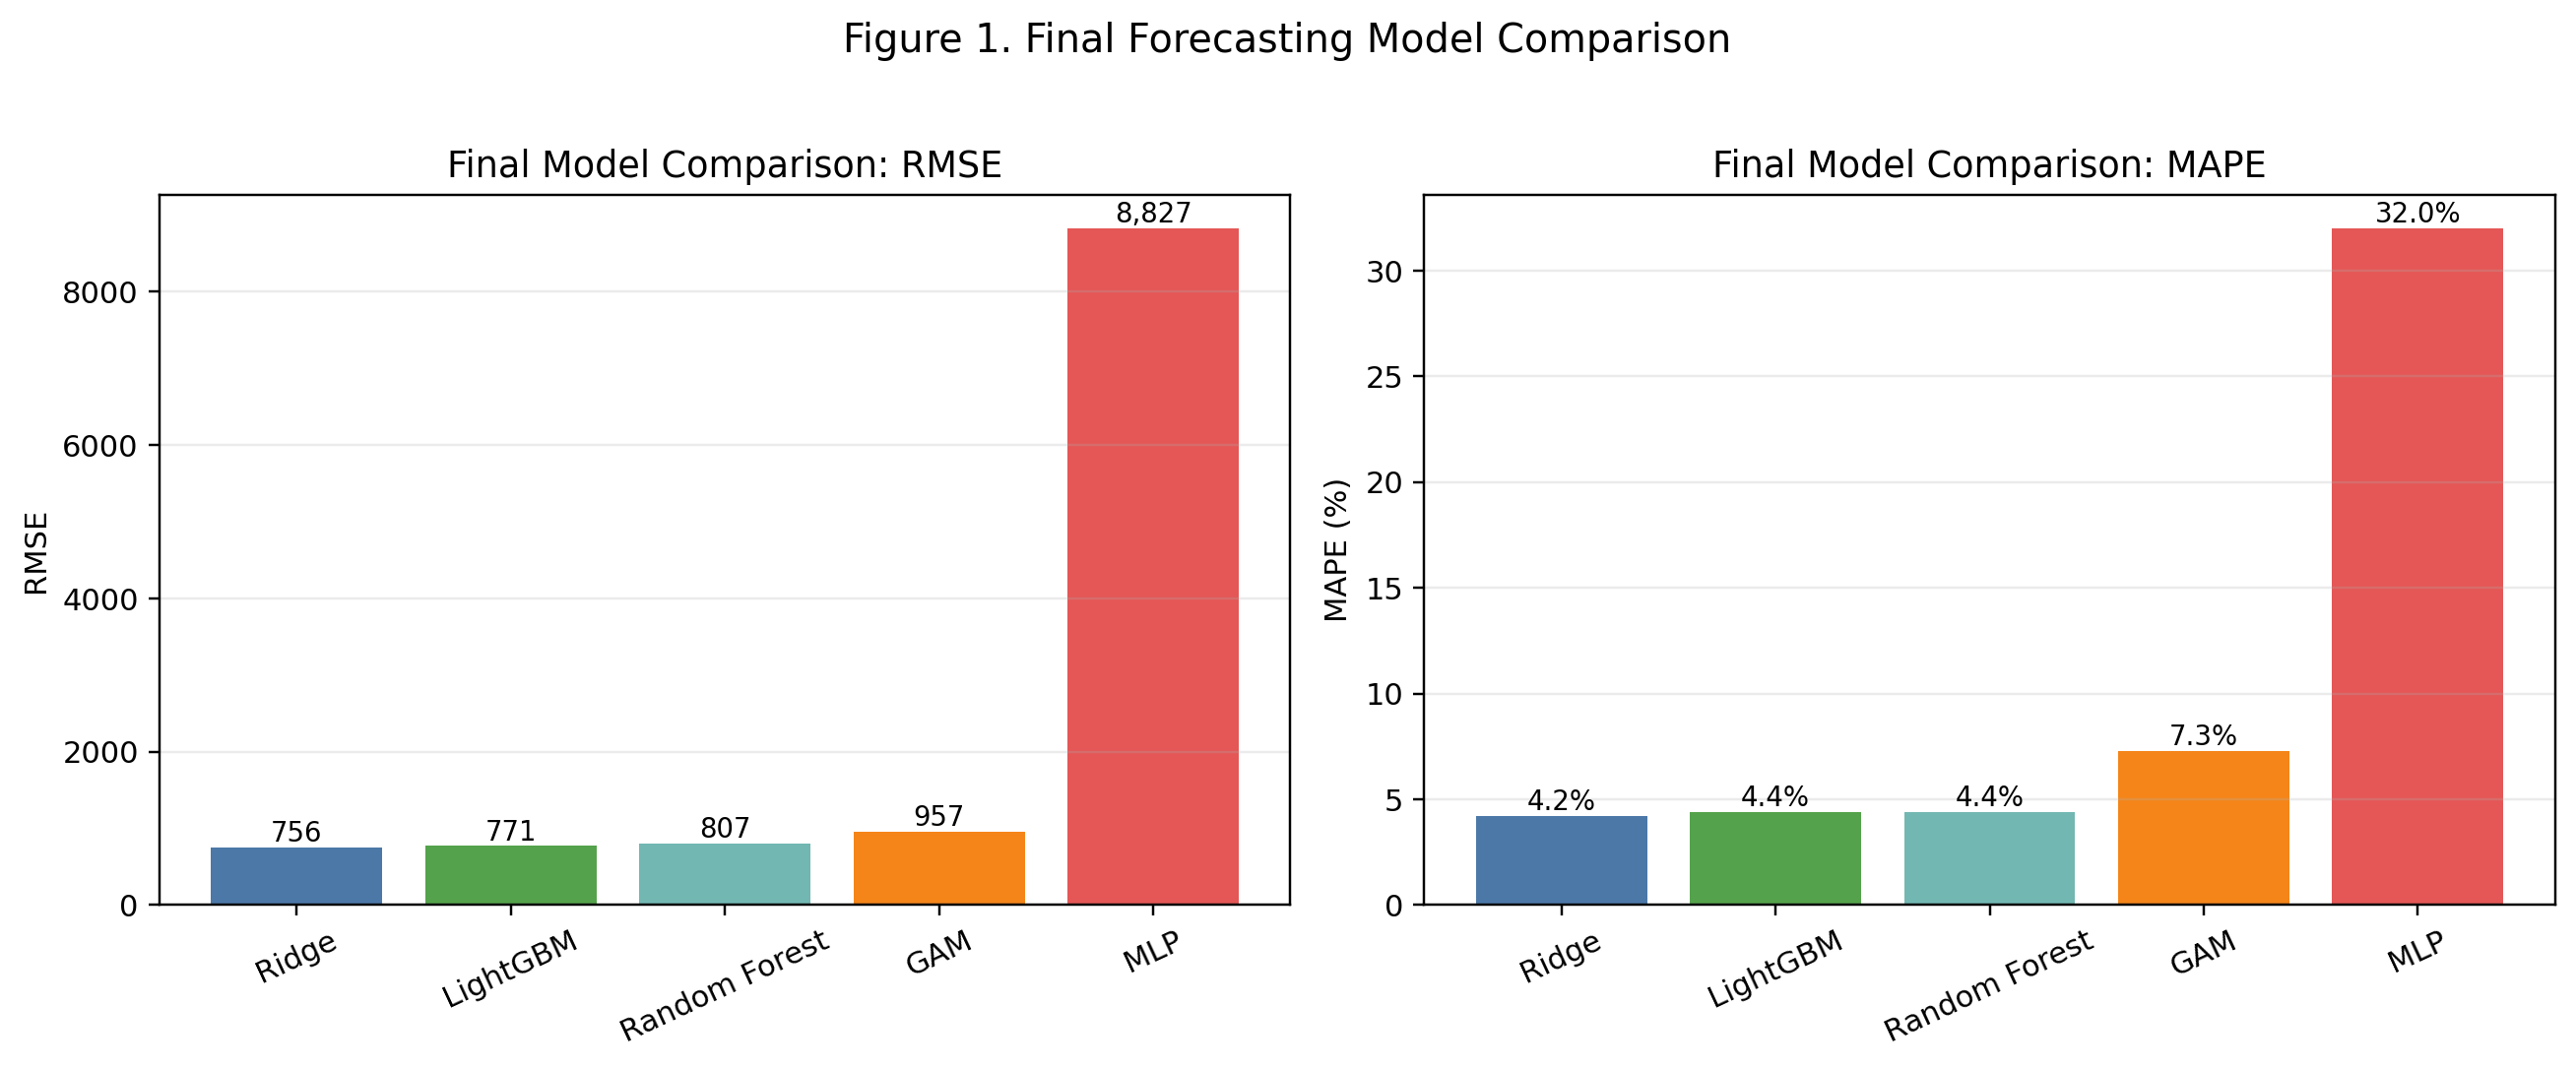 Figure 1. Final Forecasting Model Comparison
Final Model Comparison: RMSE
RMSE
8000
6000
4000
2000
0
756
771
807
957
8,827
Ridge
LightGBM
Random Forest
GAM
MLP
Final Model Comparison: MAPE
MAPE (%)
30
25
20
15
10
5
0
4.2%
4.4%
4.4%
7.3%
32.0%
Ridge
LightGBM
Random Forest
GAM
MLP